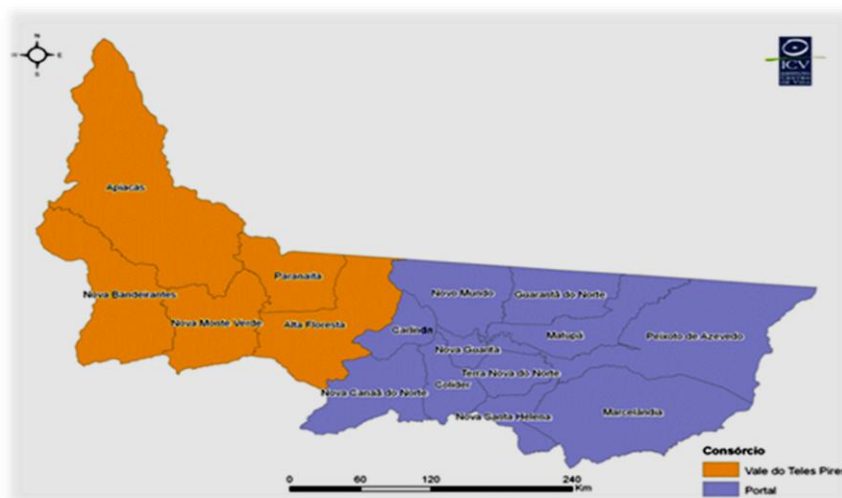 N
W E
S
ICV
Apiacás
Paranaíta
Nova Bandeirantes
Nova Monte Verde
Alta Floresta
Novo Mundo
Guarantã do Norte
Carlinda
Matupá
Peixoto de Azevedo
Nova Guarita
Terra Nova do Norte
Colíder
Nova Canaã do Norte
Nova Santa Helena
Marcelândia
Consórcio
Vale do Teles Pires
Portal
0 60 120 240
Km